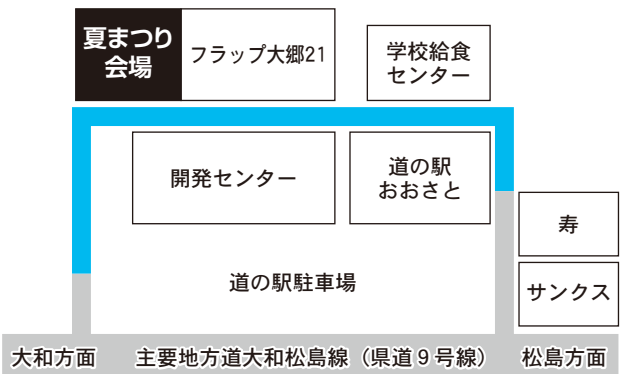 夏まつり
会場
フラップ大郷21
学校給食
センター
開発センター
道の駅
おおさと
寿
道の駅駐車場
サンクス
大和方面
主要地方道大和松島線（県道９号線）
松島方面